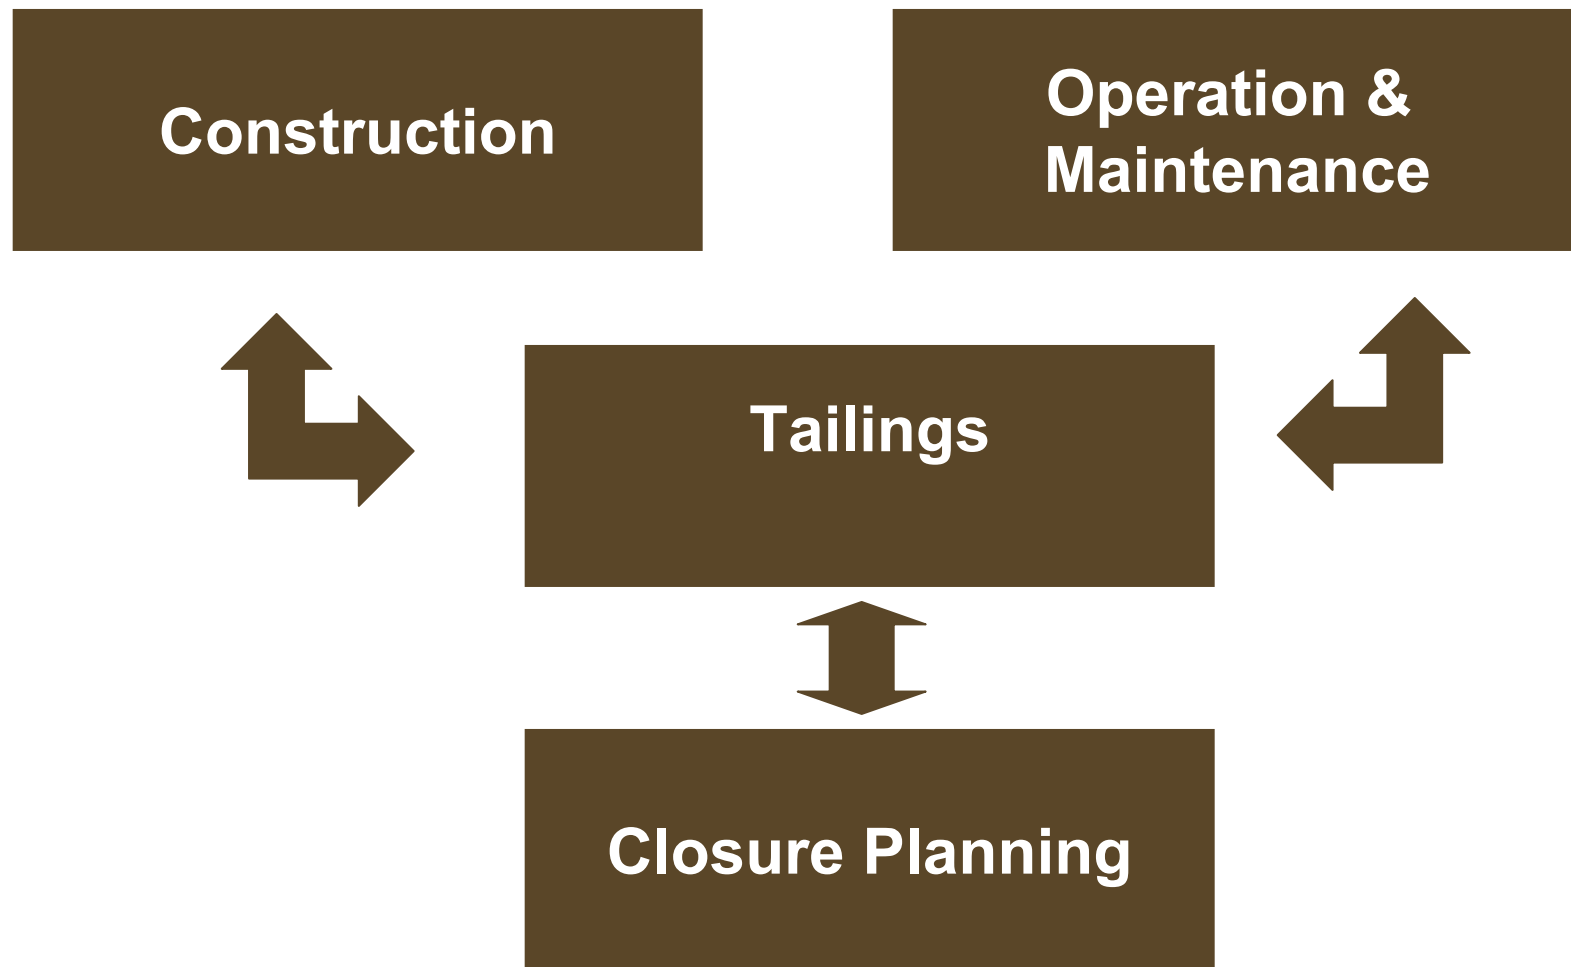 Construction
Operation &
Maintenance
Tailings
Closure Planning